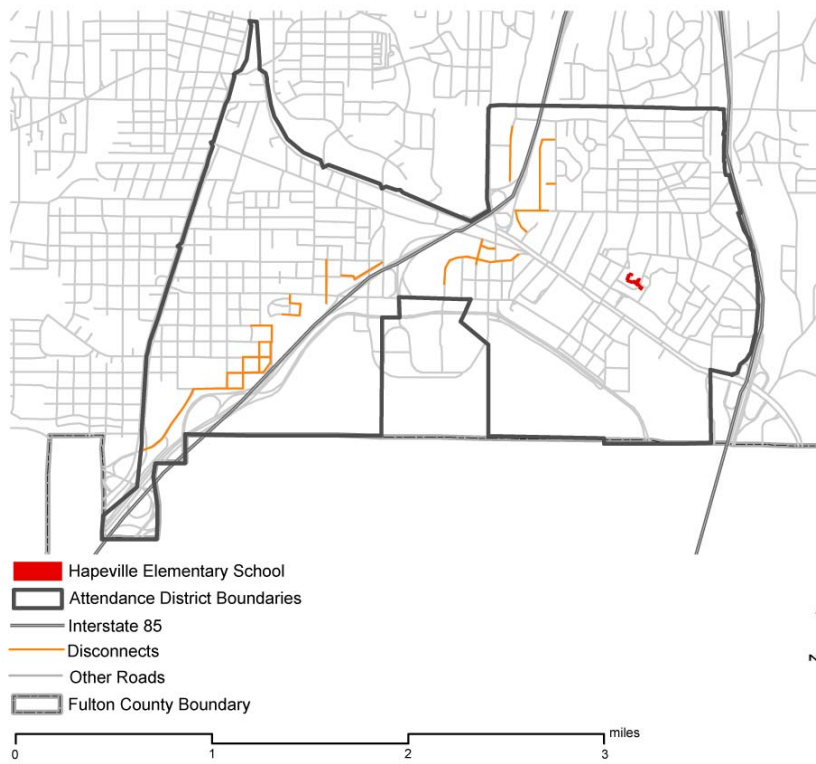 Hapeville Elementary School
Attendance District Boundaries
Interstate 85
Disconnects
Other Roads
Fulton County Boundary
miles
0 1 2 3